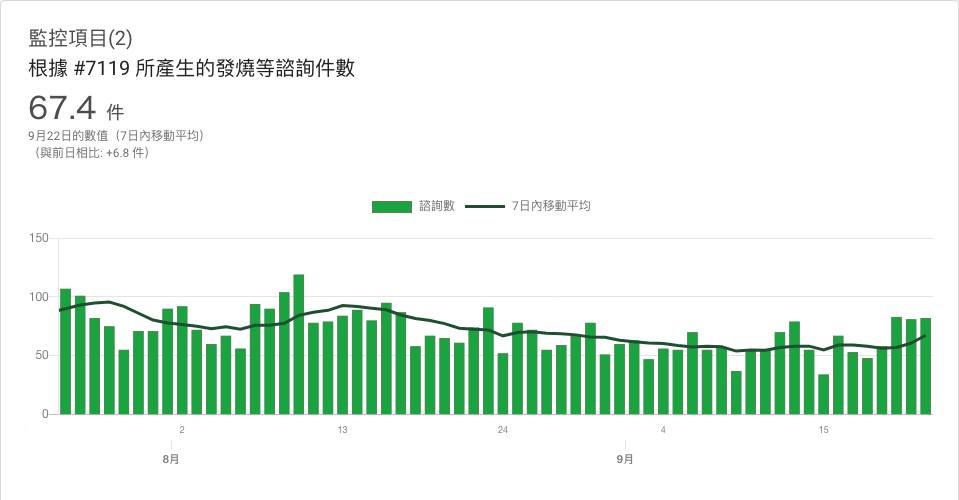 監控項目(2)
根據 #7119 所產生的發燒等諮詢件數
67.4 件
9月22日的數值（7日內移動平均）
（與前日相比: +6.8 件）
諮詢數 7日內移動平均
150
100
50
0
2 13 24 4 15
8月 9月